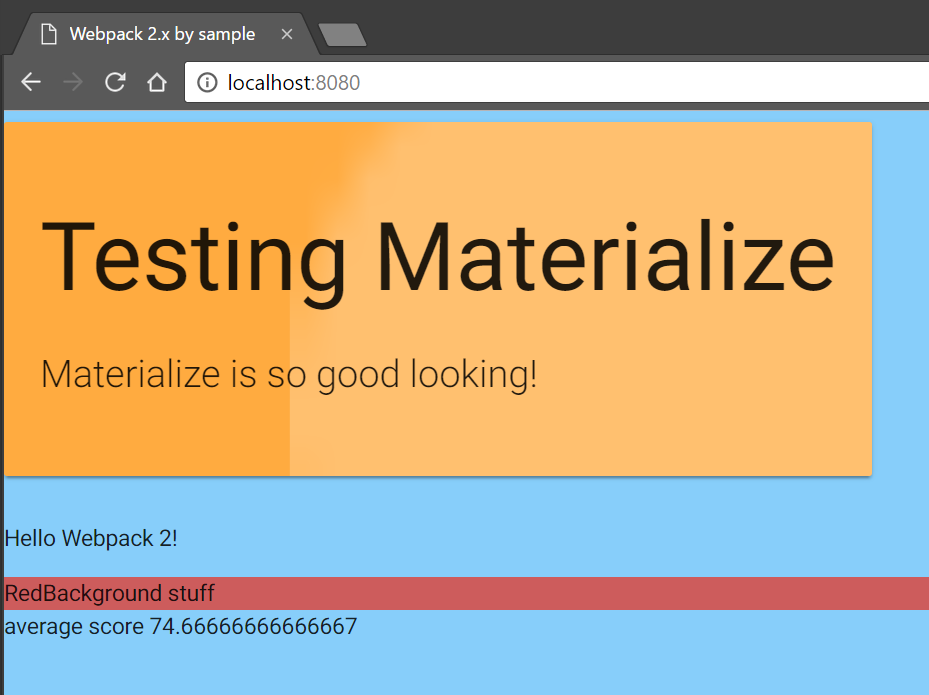 Webpack 2.x by sample
localhost:8080
Testing Materialize
Materialize is so good looking!
Hello Webpack 2!
RedBackground stuff
average score 74.66666666666667